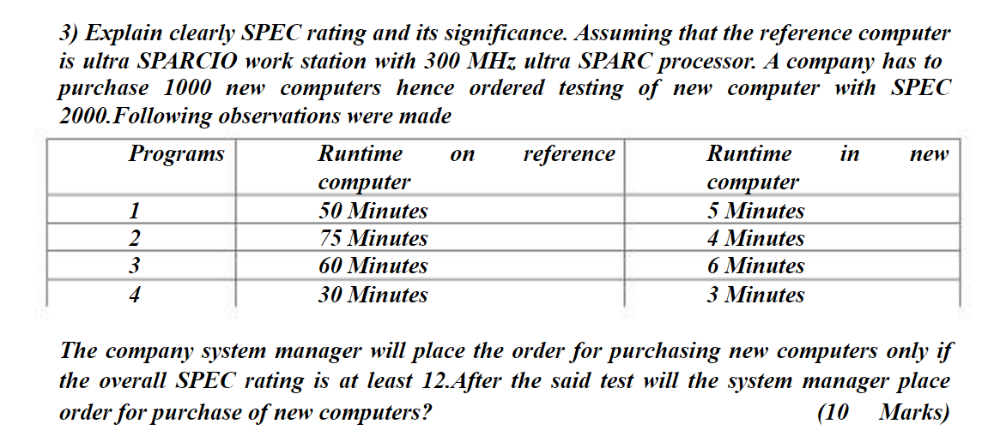 3) Explain clearly SPEC rating and its significance. Assuming that the reference computer
is ultra SPARCIO work station with 300 MHz ultra SPARC processor. A company has to
purchase 1000 new computers hence ordered testing of new computer with SPEC
2000.Following observations were made
Programs Runtime on reference computer Runtime in new computer
1 50 Minutes 5 Minutes
2 75 Minutes 4 Minutes
3 60 Minutes 6 Minutes
4 30 Minutes 3 Minutes
The company system manager will place the order for purchasing new computers only if
the overall SPEC rating is at least 12.After the said test will the system manager place
order for purchase of new computers? (10 Marks)